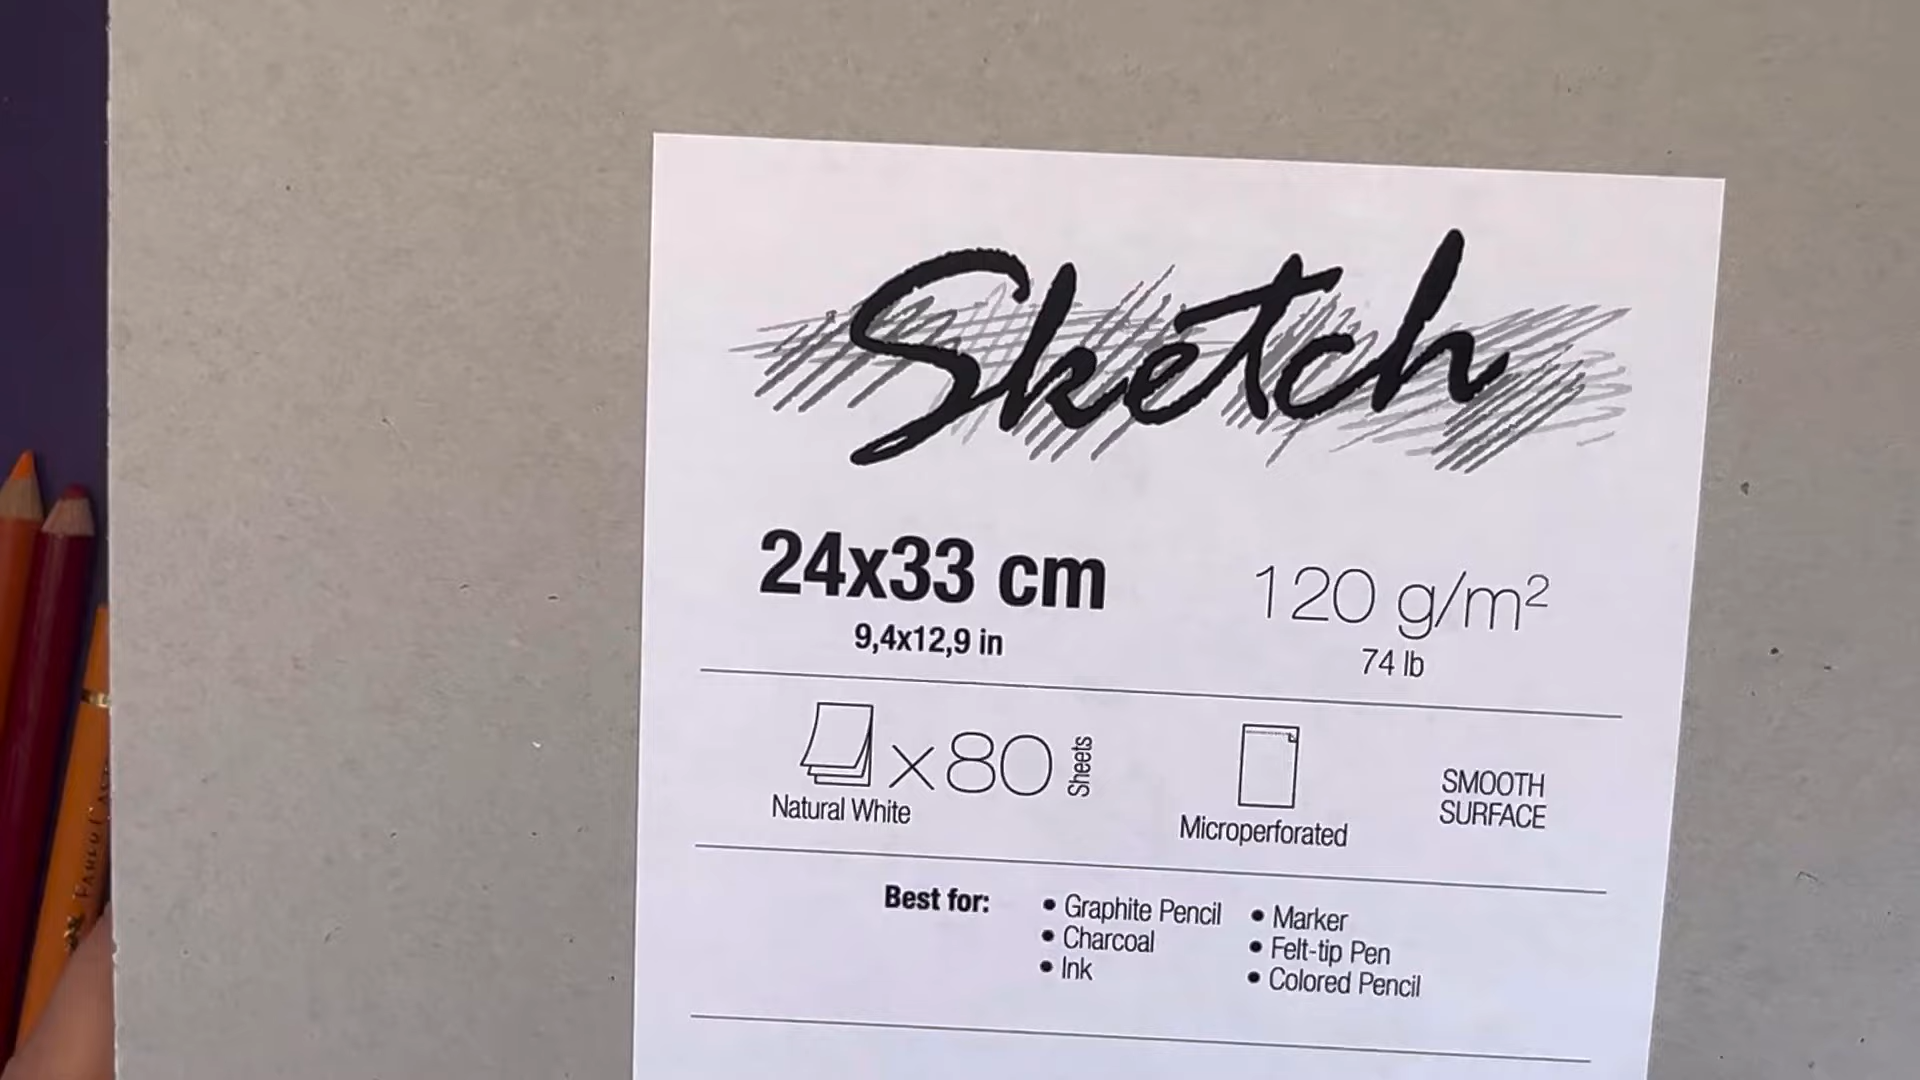 Sketch
24x33 cm
9,4x12,9 in
120 g/m²
74 lb
x80 Sheets
Natural White
Microperforated
SMOOTH
SURFACE
Best for:
• Graphite Pencil
• Charcoal
• Ink
• Marker
• Felt-tip Pen
• Colored Pencil